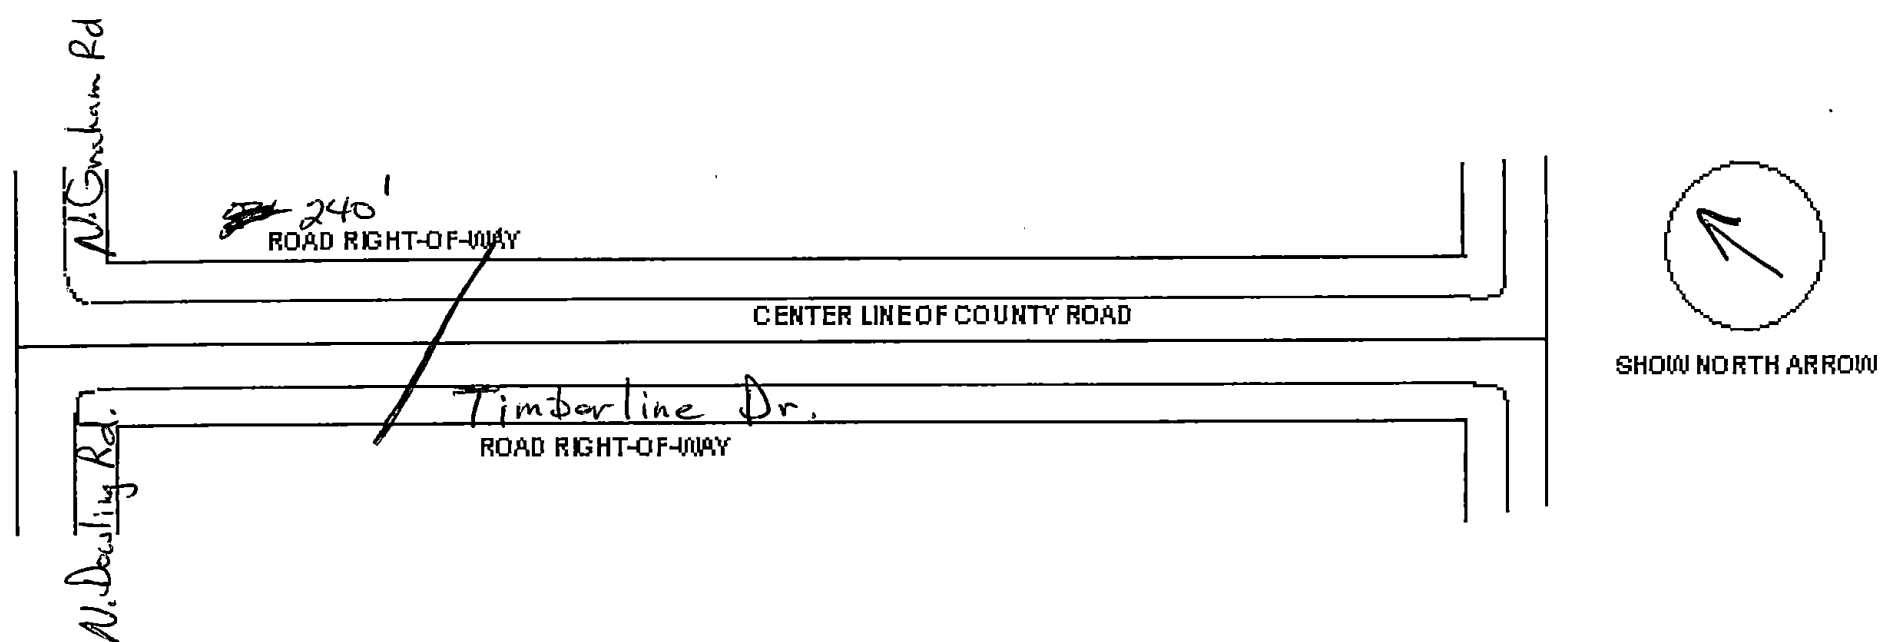 N. Graham Rd
240'
ROAD RIGHT-OF-WAY
CENTER LINE OF COUNTY ROAD
SHOW NORTH ARROW
Timberline Dr.
ROAD RIGHT-OF-WAY
N. Dowling Rd.